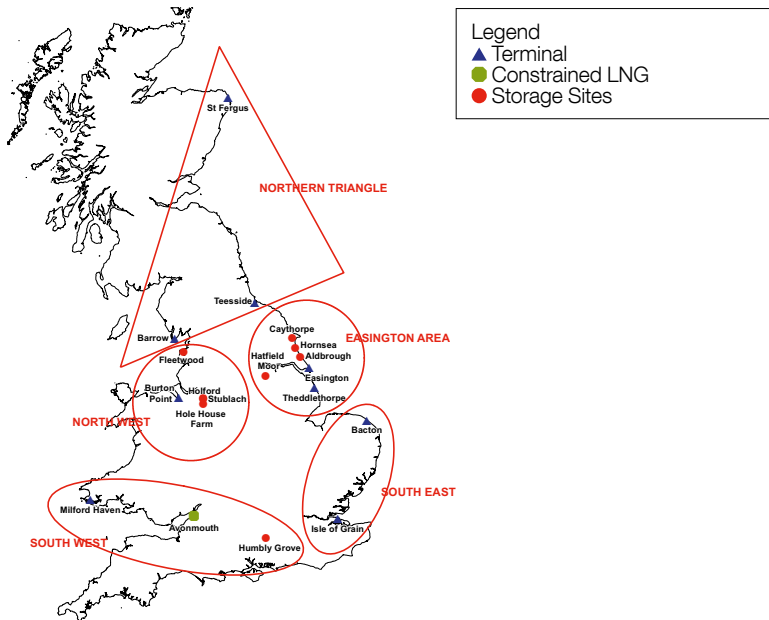 Legend
Terminal
Constrained LNG
Storage Sites
St Fergus
NORTHERN TRIANGLE
Teesside
Barrow
Caythorpe
EASINGTON AREA
Hornsea
Aldbrough
Hatfield
Moor
Easington
Theddlethorpe
Fleetwood
Burton
Point
Holford
Stublach
Hole House
Farm
NORTH WEST
Bacton
SOUTH EAST
Isle of Grain
Milford Haven
Avonmouth
SOUTH WEST
Humbly Grove